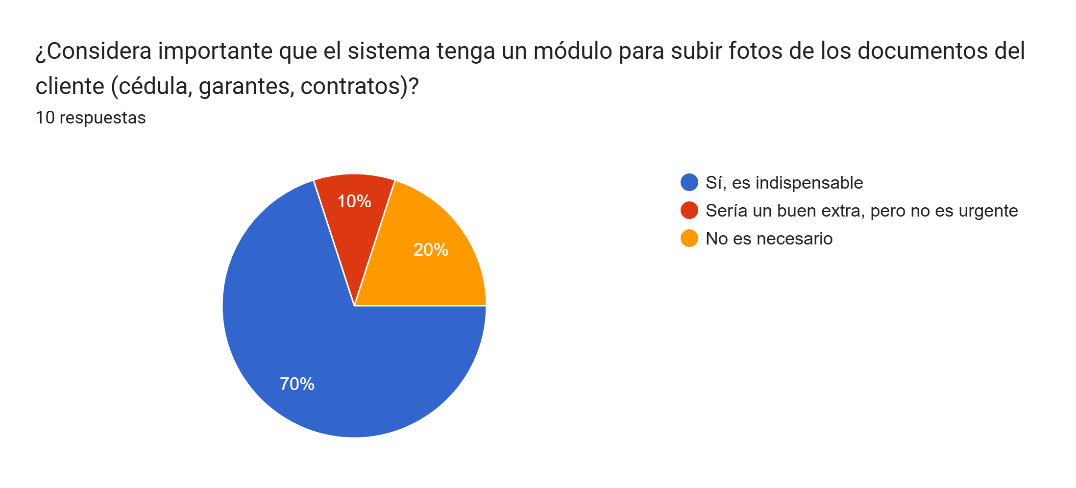 ¿Considera importante que el sistema tenga un módulo para subir fotos de los documentos del
cliente (cédula, garantes, contratos)?
10 respuestas
10%
20%
70%
Sí, es indispensable
Sería un buen extra, pero no es urgente
No es necesario